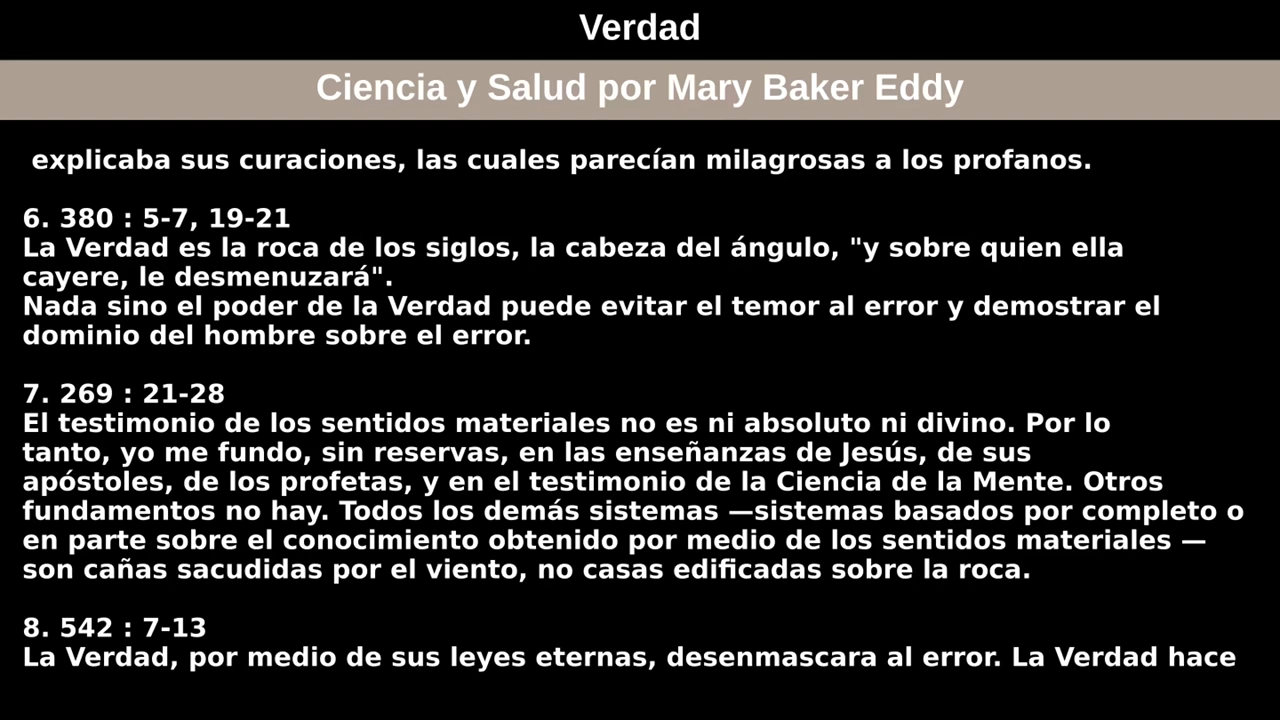 Verdad
Ciencia y Salud por Mary Baker Eddy
explicaba sus curaciones, las cuales parecían milagrosas a los profanos.
6. 380 : 5-7, 19-21
La Verdad es la roca de los siglos, la cabeza del ángulo, "y sobre quien ella
cayere, le desmenuzará".
Nada sino el poder de la Verdad puede evitar el temor al error y demostrar el
dominio del hombre sobre el error.
7. 269 : 21-28
El testimonio de los sentidos materiales no es ni absoluto ni divino. Por lo
tanto, yo me fundo, sin reservas, en las enseñanzas de Jesús, de sus
apóstoles, de los profetas, y en el testimonio de la Ciencia de la Mente. Otros
fundamentos no hay. Todos los demás sistemas —sistemas basados por completo o
en parte sobre el conocimiento obtenido por medio de los sentidos materiales —
son cañas sacudidas por el viento, no casas edificadas sobre la roca.
8. 542 : 7-13
La Verdad, por medio de sus leyes eternas, desenmascara al error. La Verdad hace